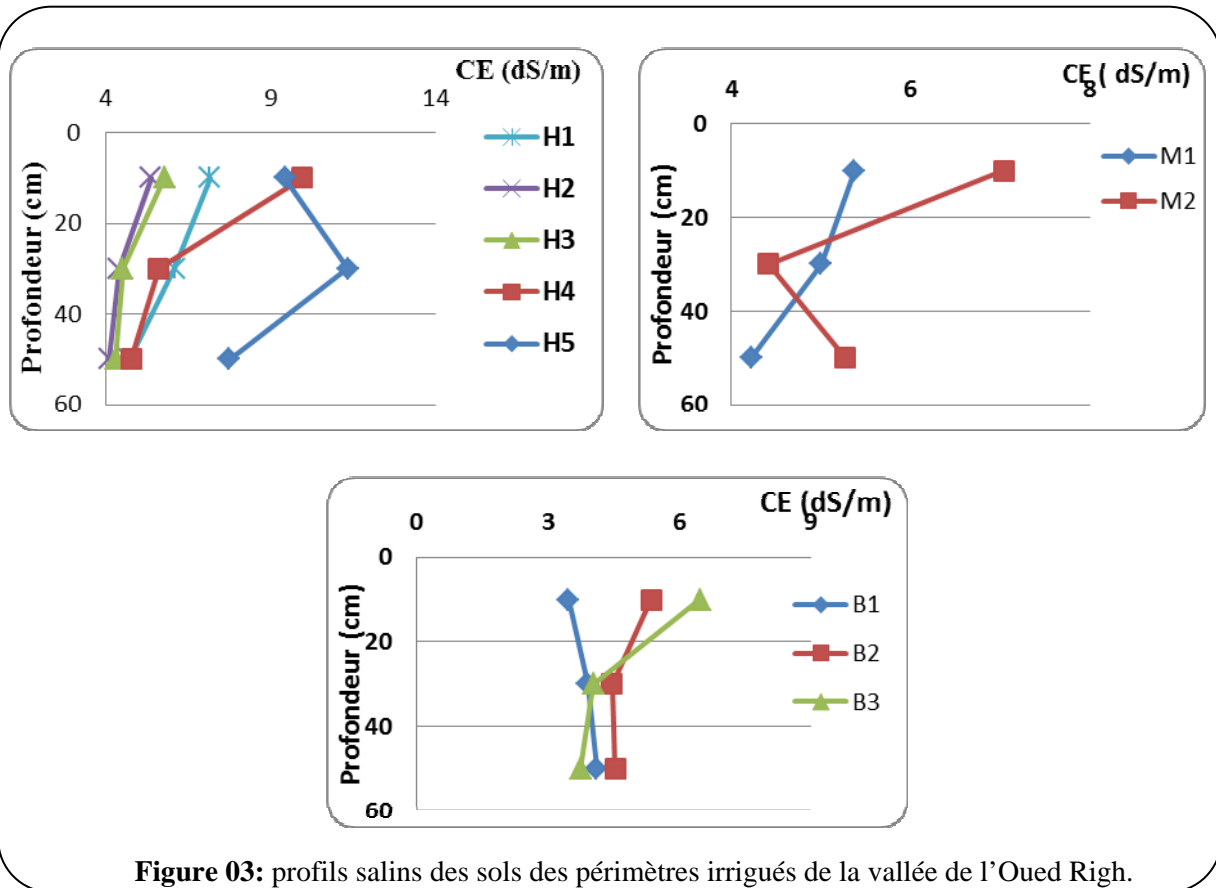 CE (dS/m)
4 9 14
0
20
40
60
Profondeur (cm)
H1
H2
H3
H4
H5
CE ( dS/m)
4 6 8
0
20
40
60
Profondeur (cm)
M1
M2
CE (dS/m)
0 3 6 9
0
20
40
60
Profondeur (cm)
B1
B2
B3
Figure 03: profils salins des sols des périmètres irrigués de la vallée de l’Oued Righ.